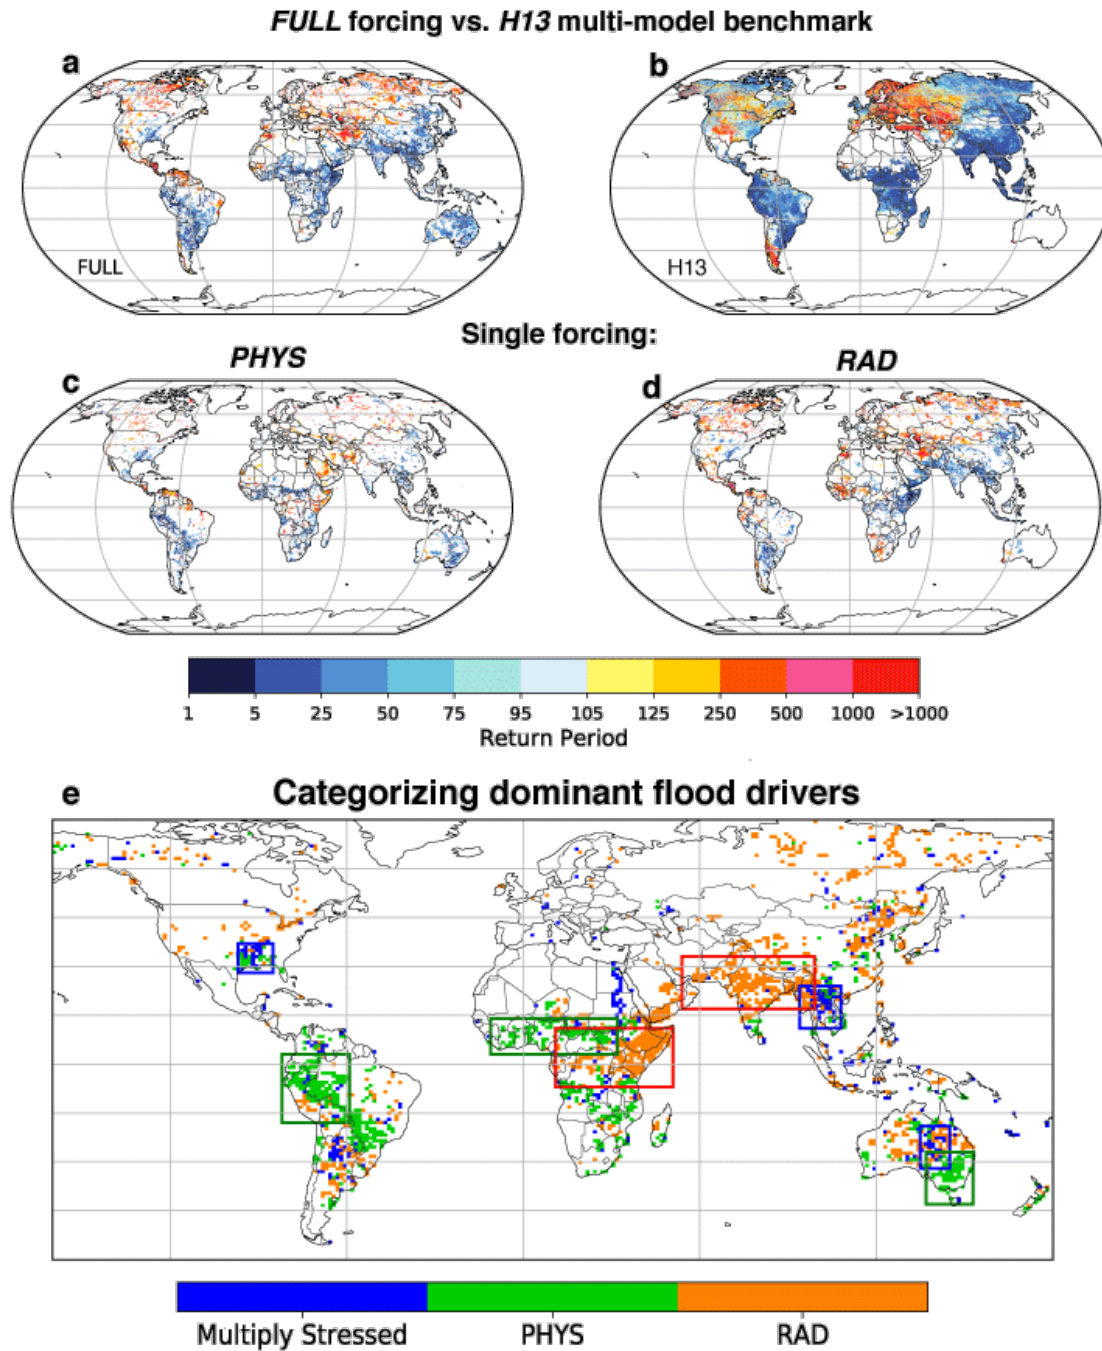 FULL forcing vs. H13 multi-model benchmark
a
b
FULL
H13
Single forcing:
PHYS
RAD
c
d
1 5 25 50 75 95 105 125 250 500 1000 >1000
Return Period
e Categorizing dominant flood drivers
Multiply Stressed PHYS RAD